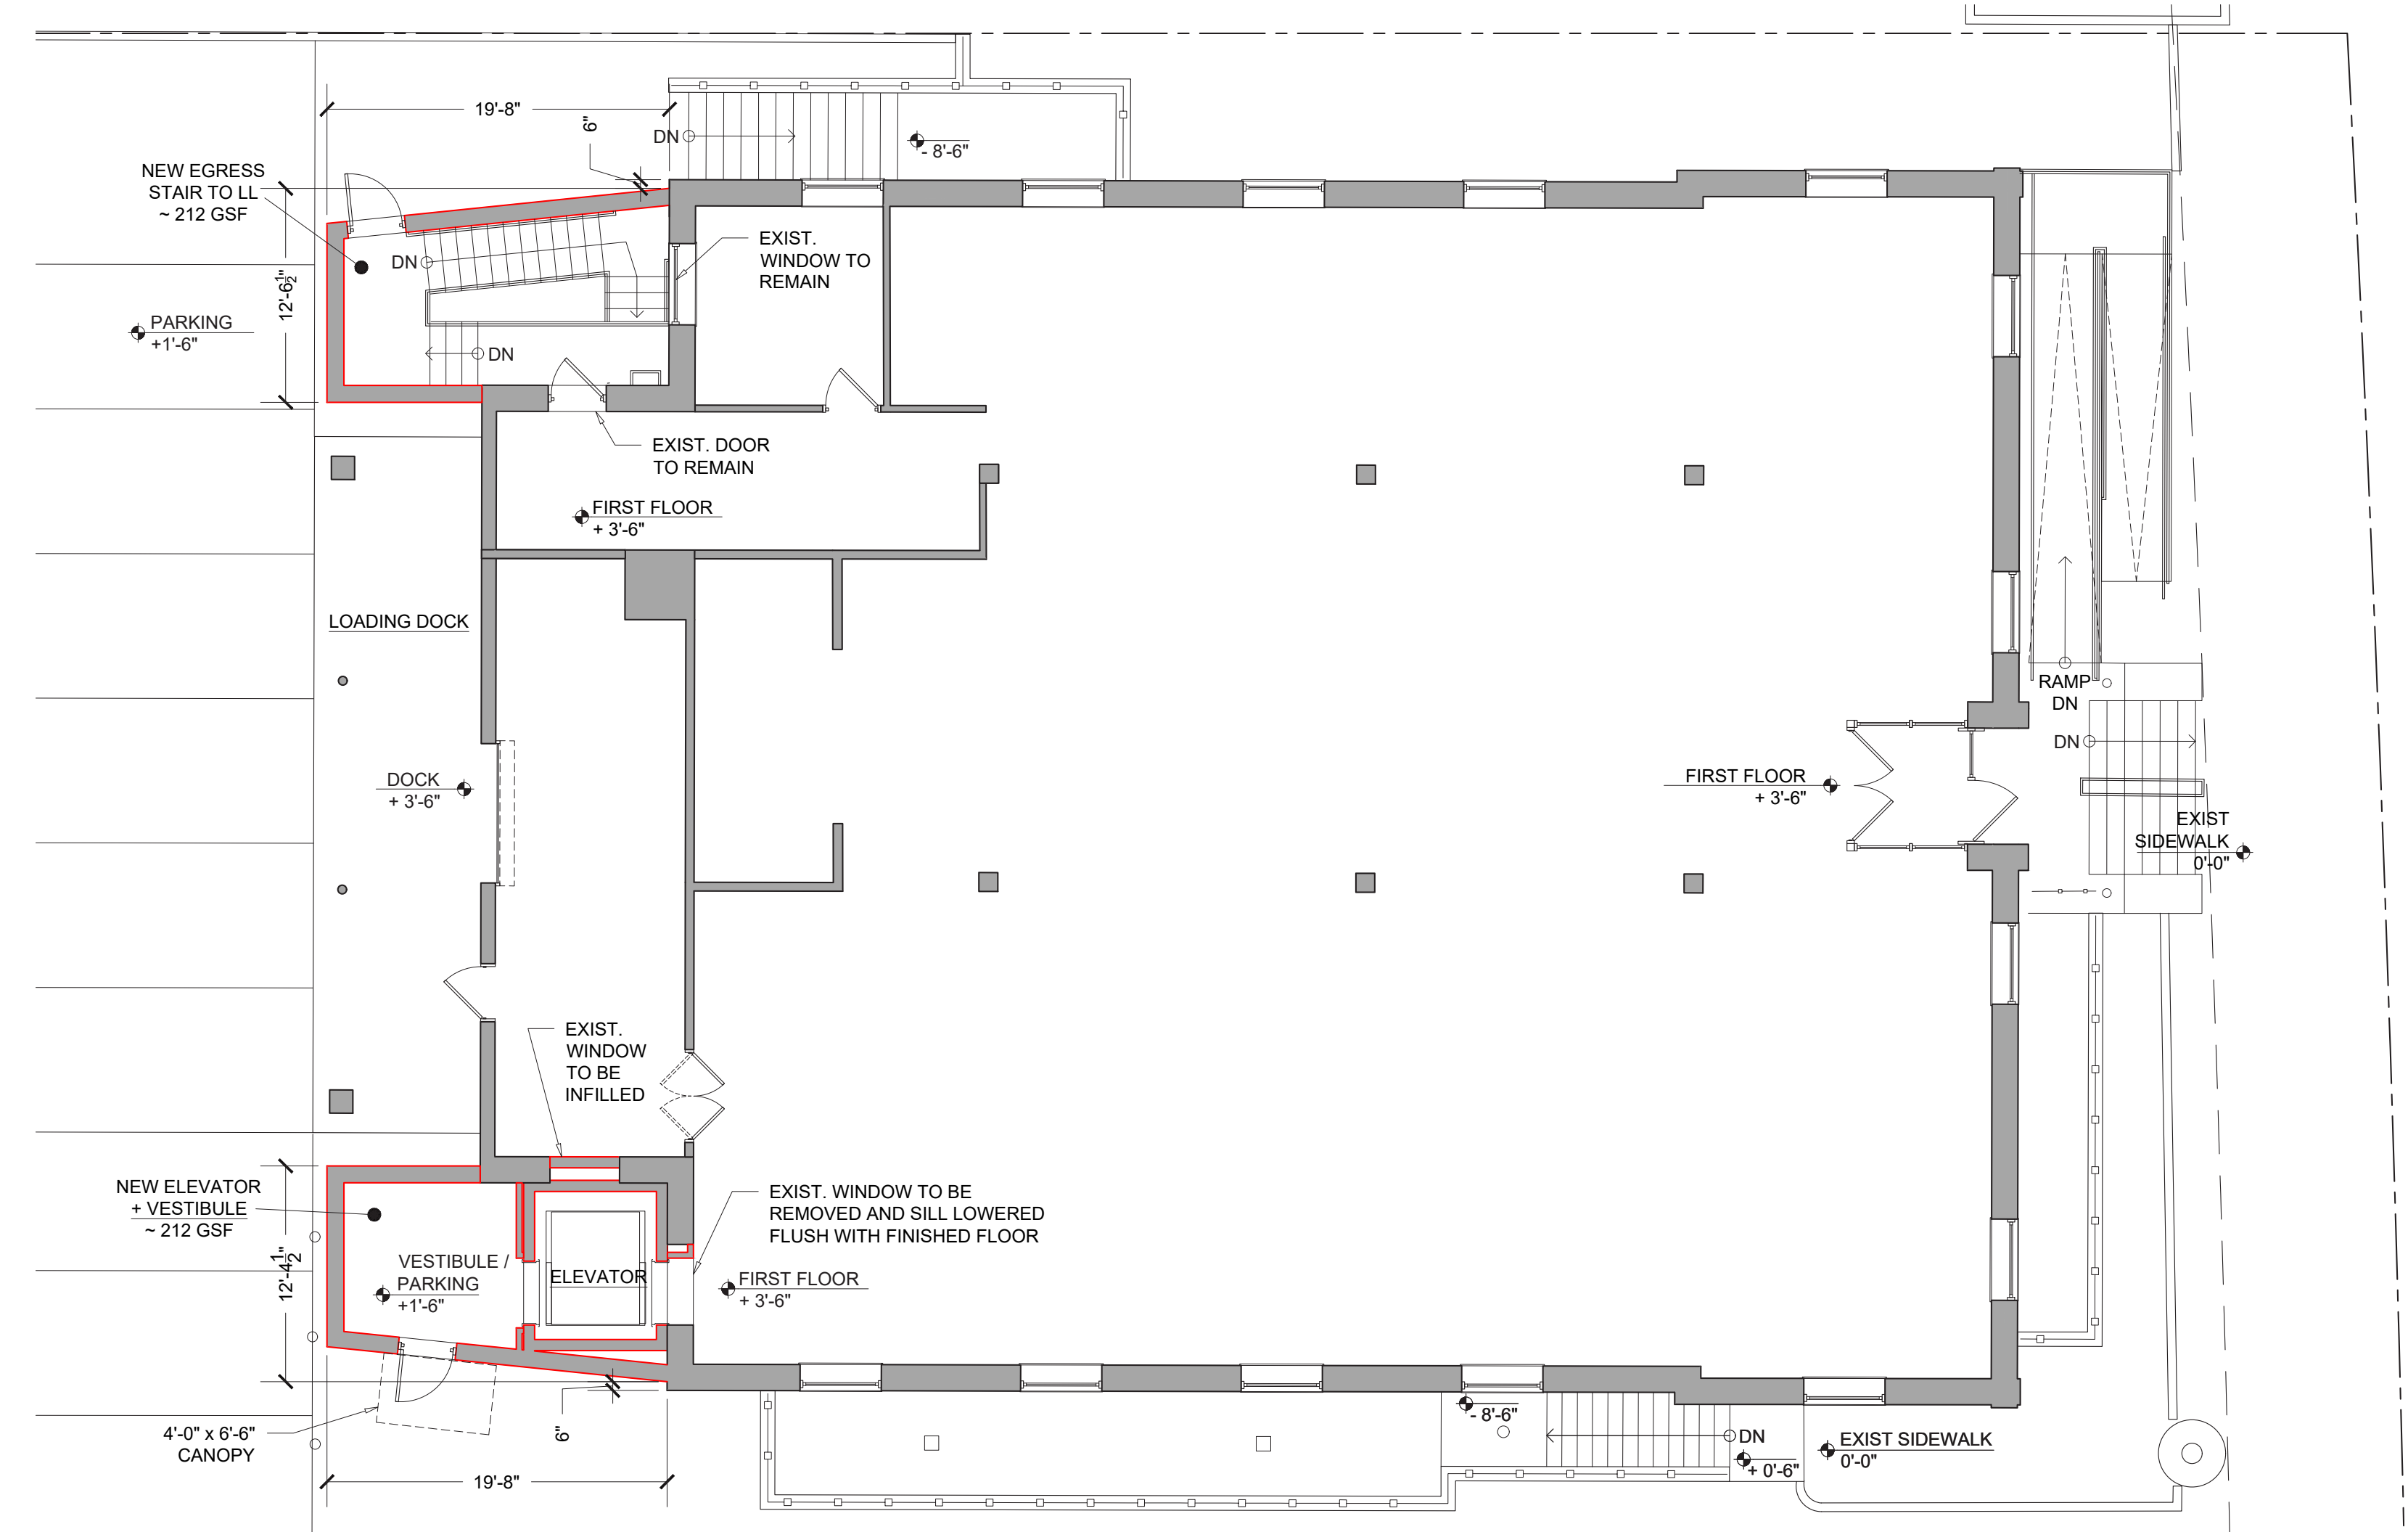 19'-8"
6"
DN
- 8'-6"
NEW EGRESS
STAIR TO LL
~ 212 GSF
12'-6 1/2"
DN
EXIST.
WINDOW TO
REMAIN
PARKING
+1'-6"
DN
EXIST. DOOR
TO REMAIN
FIRST FLOOR
+ 3'-6"
LOADING DOCK
RAMP
DN
DN
DOCK
+ 3'-6"
FIRST FLOOR
+ 3'-6"
EXIST
SIDEWALK
0'-0"
EXIST.
WINDOW
TO BE
INFILLED
NEW ELEVATOR
+ VESTIBULE
~ 212 GSF
EXIST. WINDOW TO BE
REMOVED AND SILL LOWERED
FLUSH WITH FINISHED FLOOR
12'-4 1/2"
VESTIBULE /
PARKING
+1'-6"
ELEVATOR
FIRST FLOOR
+ 3'-6"
4'-0" x 6'-6"
CANOPY
6"
19'-8"
- 8'-6"
DN
+ 0'-6"
EXIST SIDEWALK
0'-0"